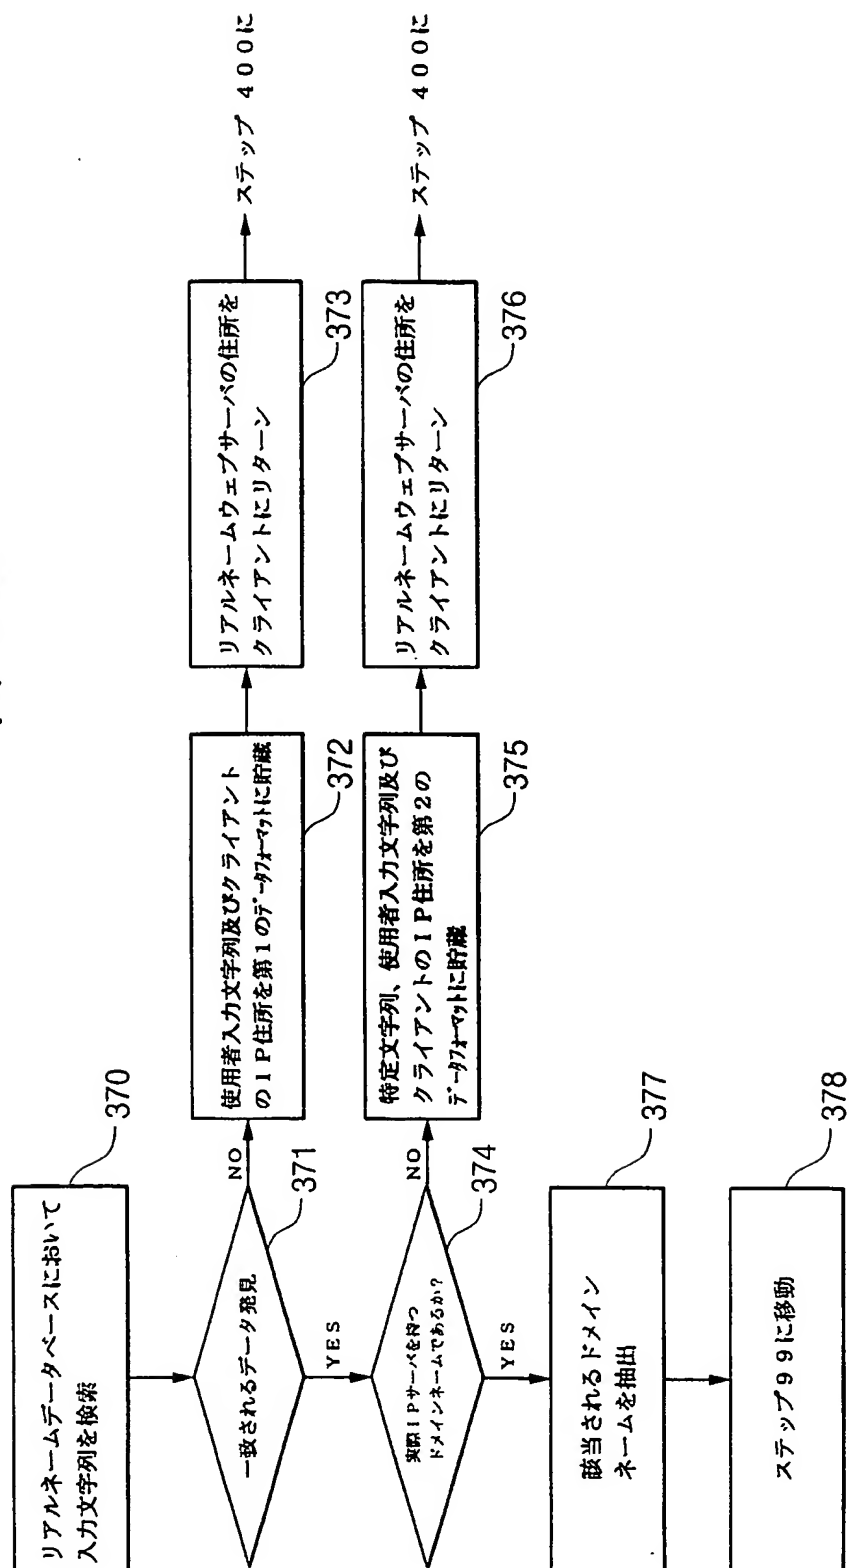 リアルネームデータベースにおいて
入力文字列を検索
370
一致されるデータ発見
371
NO
YES
使用者入力文字列及びクライアント
のIP住所を第1のデータフォーマットに貯蔵
372
リアルネームウェブサーバの住所を
クライアントにリターン
373
ステップ 400に
実際IPサーバを持つ
ドメインネームであるか?
374
NO
YES
特定文字列、使用者入力文字列及び
クライアントのIP住所を第2の
データフォーマットに貯蔵
375
リアルネームウェブサーバの住所を
クライアントにリターン
376
ステップ 400に
該当されるドメイン
ネームを抽出
377
ステップ99に移動
378